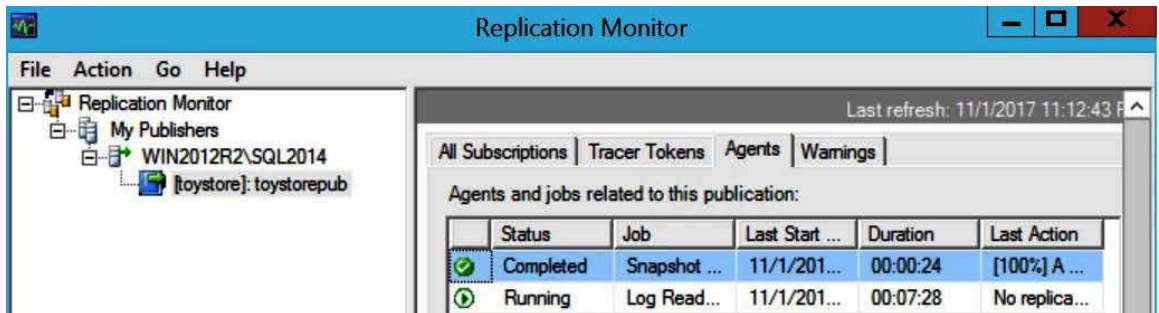 Replication Monitor
File Action Go Help
Replication Monitor
My Publishers
WIN2012R2\SQL2014
[toystore]: toystorepub
Last refresh: 11/1/2017 11:12:43 P
All Subscriptions Tracer Tokens Agents Warnings
Agents and jobs related to this publication:
Status Job Last Start ... Duration Last Action
Completed Snapshot ... 11/1/201... 00:00:24 [100%] A ...
Running Log Read... 11/1/201... 00:07:28 No replica...